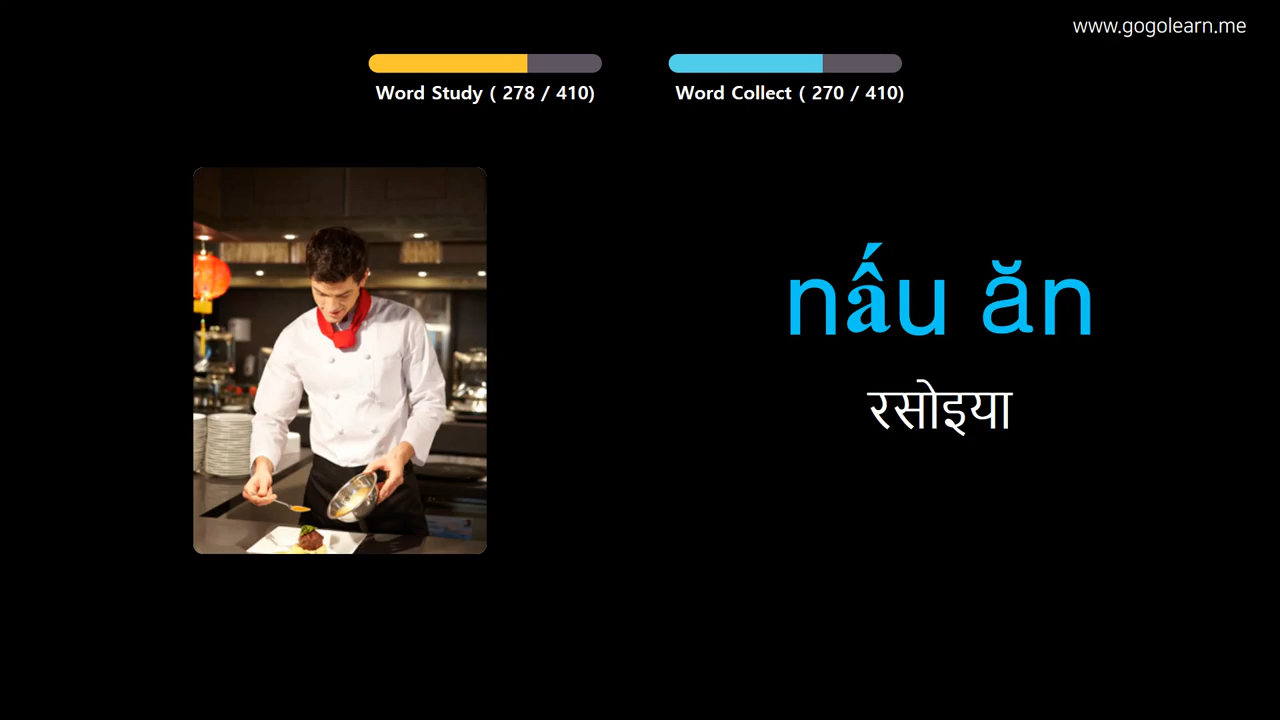 www.gogolearn.me
Word Study ( 278 / 410)
Word Collect ( 270 / 410)
nấu ăn
रसोइया